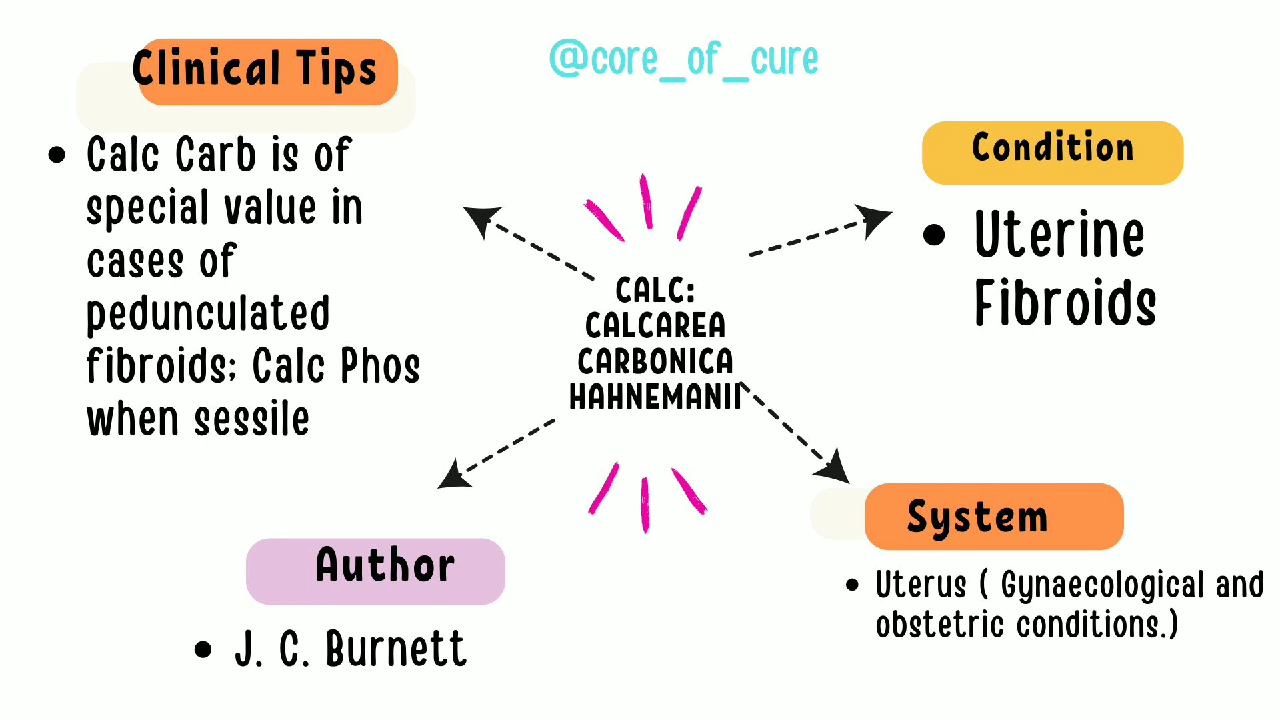 Clinical Tips
@core_of_cure
Calc Carb is of
special value in
cases of
pedunculated
fibroids; Calc Phos
when sessile
Condition
Uterine
Fibroids
CALC:
CALCAREA
CARBONICA
HAHNEMANII
Author
J. C. Burnett
System
Uterus ( Gynaecological and
obstetric conditions.)